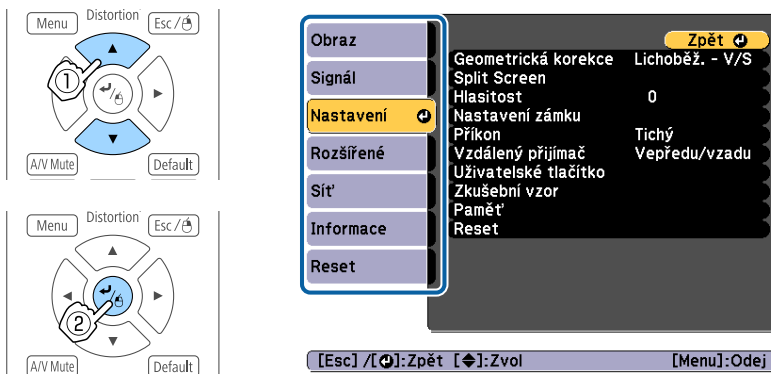 Menu
Distortion
Esc/
1
A/V Mute
Default
Menu
Distortion
Esc/
2
A/V Mute
Default
Obraz
Signál
Nastavení
Rozšířené
Síť
Informace
Reset
Zpět
Geometrická korekce Lichoběž. - V/S
Split Screen
Hlasitost 0
Nastavení zámku
Příkon Tichý
Vzdálený přijímač Vepředu/vzadu
Uživatelské tlačítko
Zkušební vzor
Paměť
Reset
[Esc] /[ ]:Zpět [ ]:Zvol [Menu]:Odej